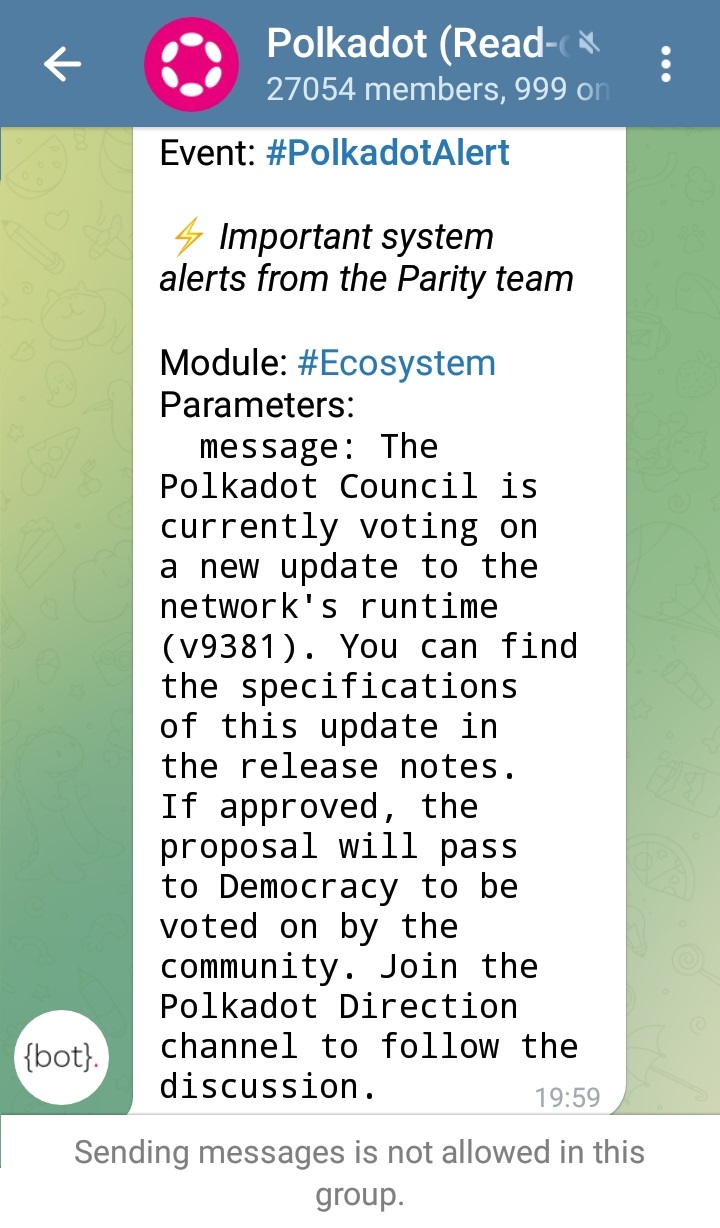 Polkadot (Read-
27054 members, 999 on
Event: #PolkadotAlert
⚡ Important system
alerts from the Parity team
Module: #Ecosystem
Parameters:
message: The
Polkadot Council is
currently voting on
a new update to the
network's runtime
(v9381). You can find
the specifications
of this update in
the release notes.
If approved, the
proposal will pass
to Democracy to be
voted on by the
community. Join the
Polkadot Direction
channel to follow the
discussion.
19:59
{bot}.
Sending messages is not allowed in this
group.